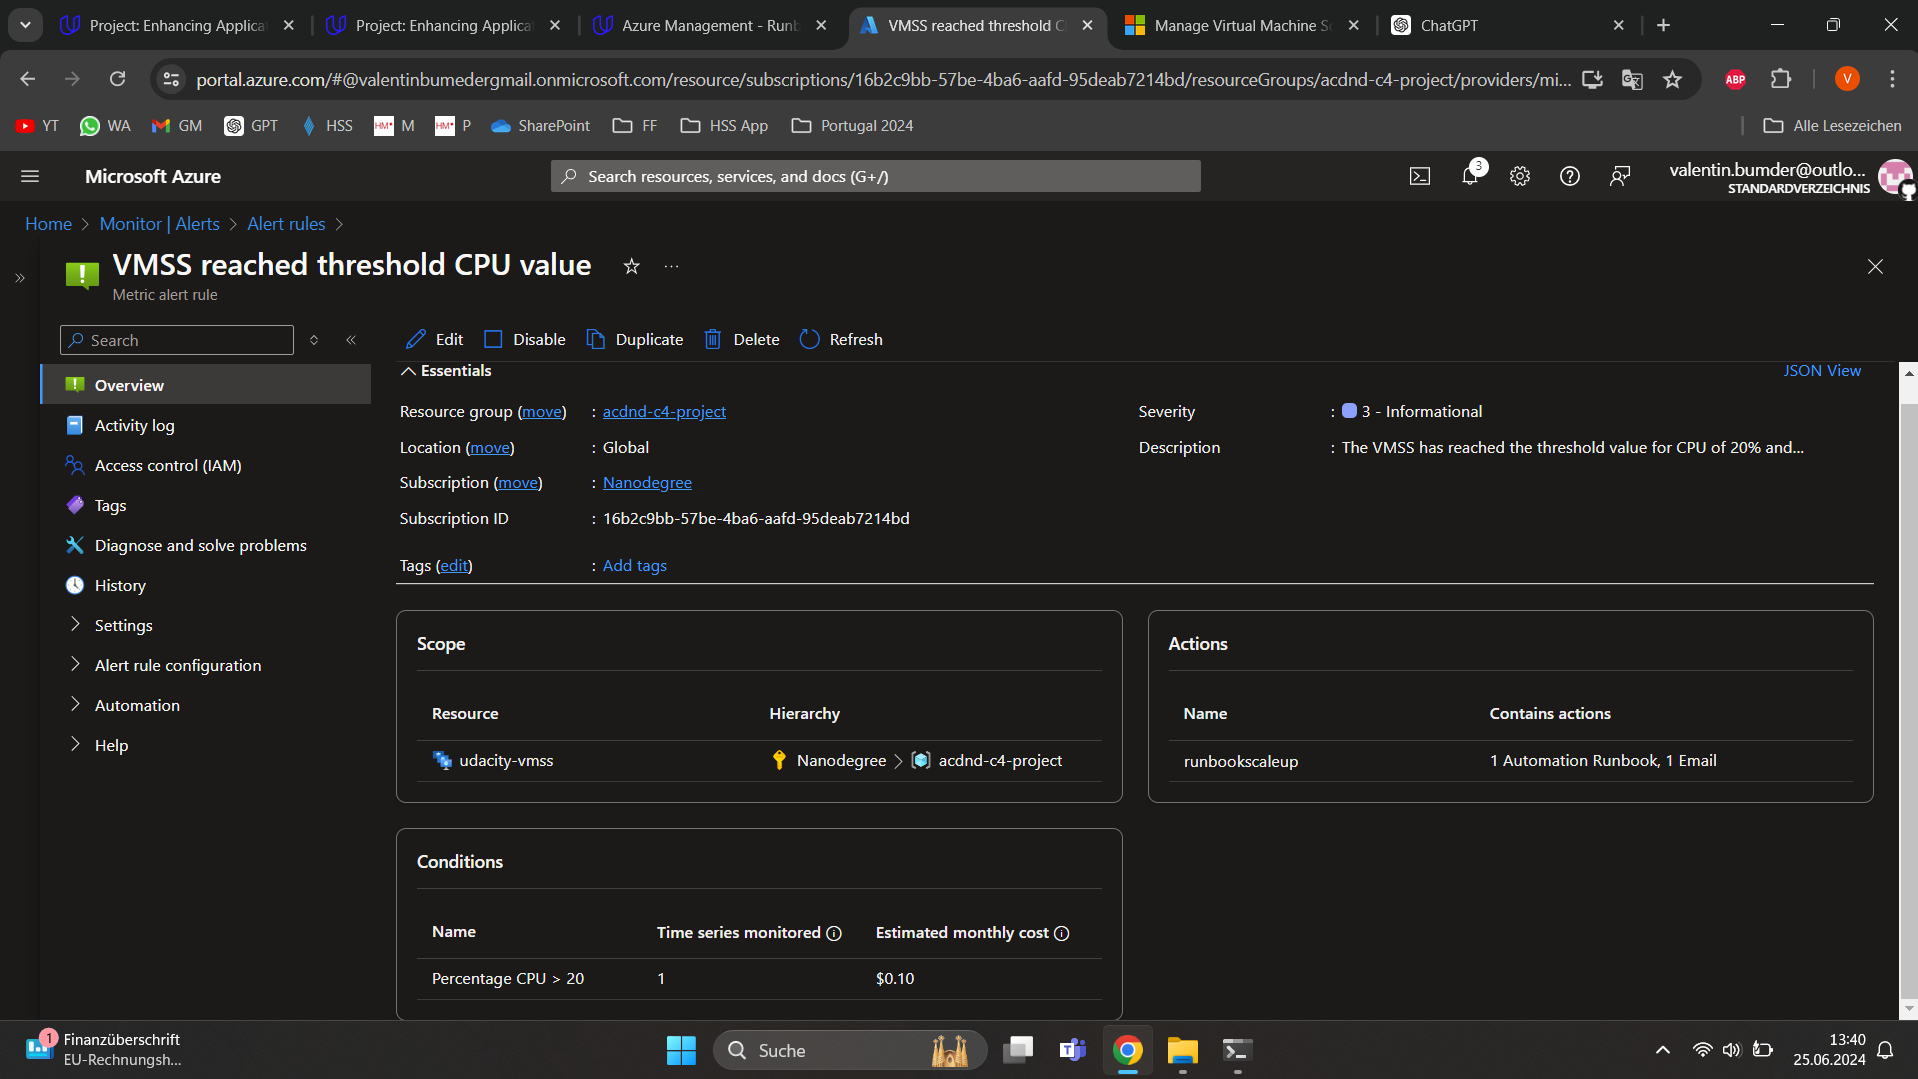 Project: Enhancing Applicat
Project: Enhancing Applicat
Azure Management - Runb
VMSS reached threshold C
Manage Virtual Machine Sc
ChatGPT
portal.azure.com/#@valentinbumedergmail.onmicrosoft.com/resource/subscriptions/16b2c9bb-57be-4ba6-aafd-95deab7214bd/resourceGroups/acdnd-c4-project/providers/mi...
ABP
V
YT
WA
GM
GPT
HSS
HM
M
HM
P
SharePoint
FF
HSS App
Portugal 2024
Alle Lesezeichen
Microsoft Azure
Search resources, services, and docs (G+/)
3
valentin.bumder@outlo...
STANDARDVERZEICHNIS
Home > Monitor | Alerts > Alert rules >
VMSS reached threshold CPU value
Metric alert rule
Search
Edit
Disable
Duplicate
Delete
Refresh
Overview
Activity log
Access control (IAM)
Tags
Diagnose and solve problems
History
Settings
Alert rule configuration
Automation
Help
Essentials
JSON View
Resource group (move) : acdnd-c4-project
Location (move) : Global
Subscription (move) : Nanodegree
Subscription ID : 16b2c9bb-57be-4ba6-aafd-95deab7214bd
Tags (edit) : Add tags
Severity : 3 - Informational
Description : The VMSS has reached the threshold value for CPU of 20% and...
Scope
Resource Hierarchy
udacity-vmss Nanodegree > acdnd-c4-project
Actions
Name Contains actions
runbookscaleup 1 Automation Runbook, 1 Email
Conditions
Name Time series monitored Estimated monthly cost
Percentage CPU > 20 1 $0.10
1
Finanzüberschrift
EU-Rechnungsh...
Suche
13:40
25.06.2024